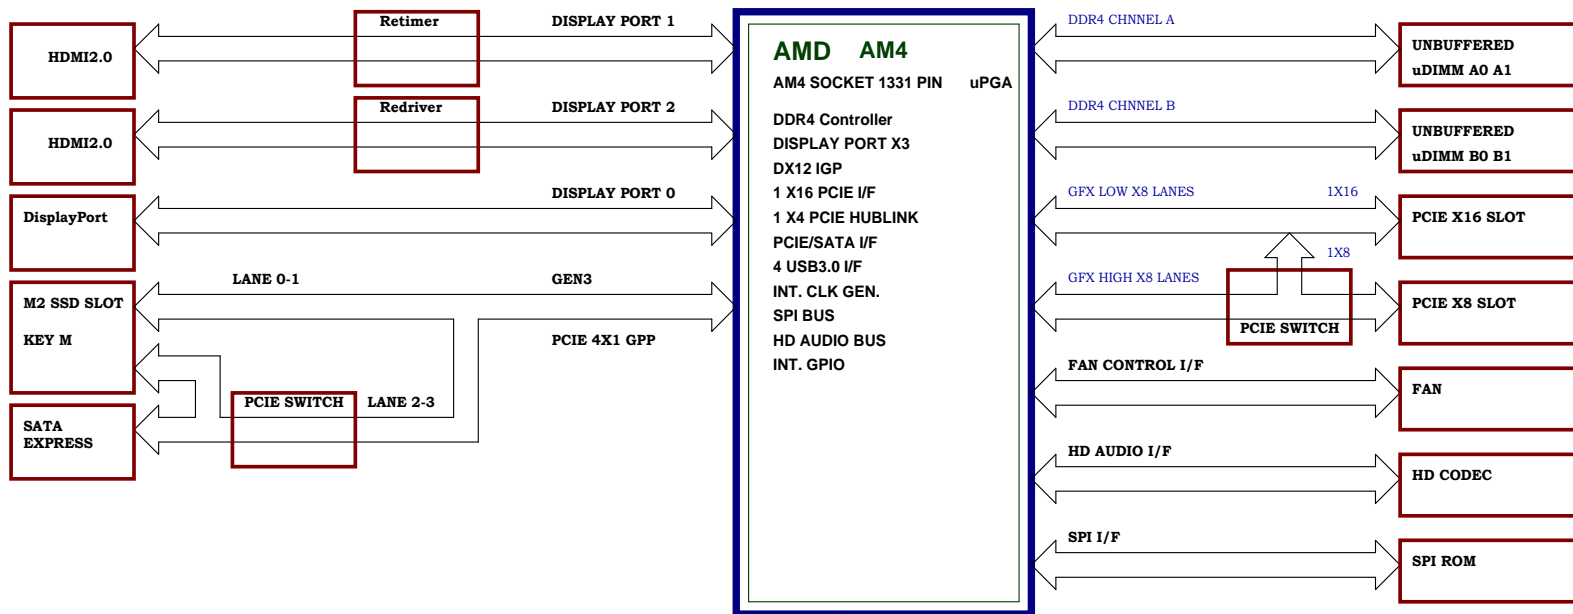 Retimer
DISPLAY PORT 1
HDMI2.0
Redriver
DISPLAY PORT 2
HDMI2.0
DISPLAY PORT 0
DisplayPort
LANE 0-1
GEN3
M2 SSD SLOT
KEY M
PCIE 4X1 GPP
PCIE SWITCH
LANE 2-3
SATA
EXPRESS
AMD AM4
AM4 SOCKET 1331 PIN uPGA
DDR4 Controller
DISPLAY PORT X3
DX12 IGP
1 X16 PCIE I/F
1 X4 PCIE HUBLINK
PCIE/SATA I/F
4 USB3.0 I/F
INT. CLK GEN.
SPI BUS
HD AUDIO BUS
INT. GPIO
DDR4 CHNNEL A
UNBUFFERED
uDIMM A0 A1
DDR4 CHNNEL B
UNBUFFERED
uDIMM B0 B1
GFX LOW X8 LANES
1X16
PCIE X16 SLOT
1X8
GFX HIGH X8 LANES
PCIE X8 SLOT
PCIE SWITCH
FAN CONTROL I/F
FAN
HD AUDIO I/F
HD CODEC
SPI I/F
SPI ROM